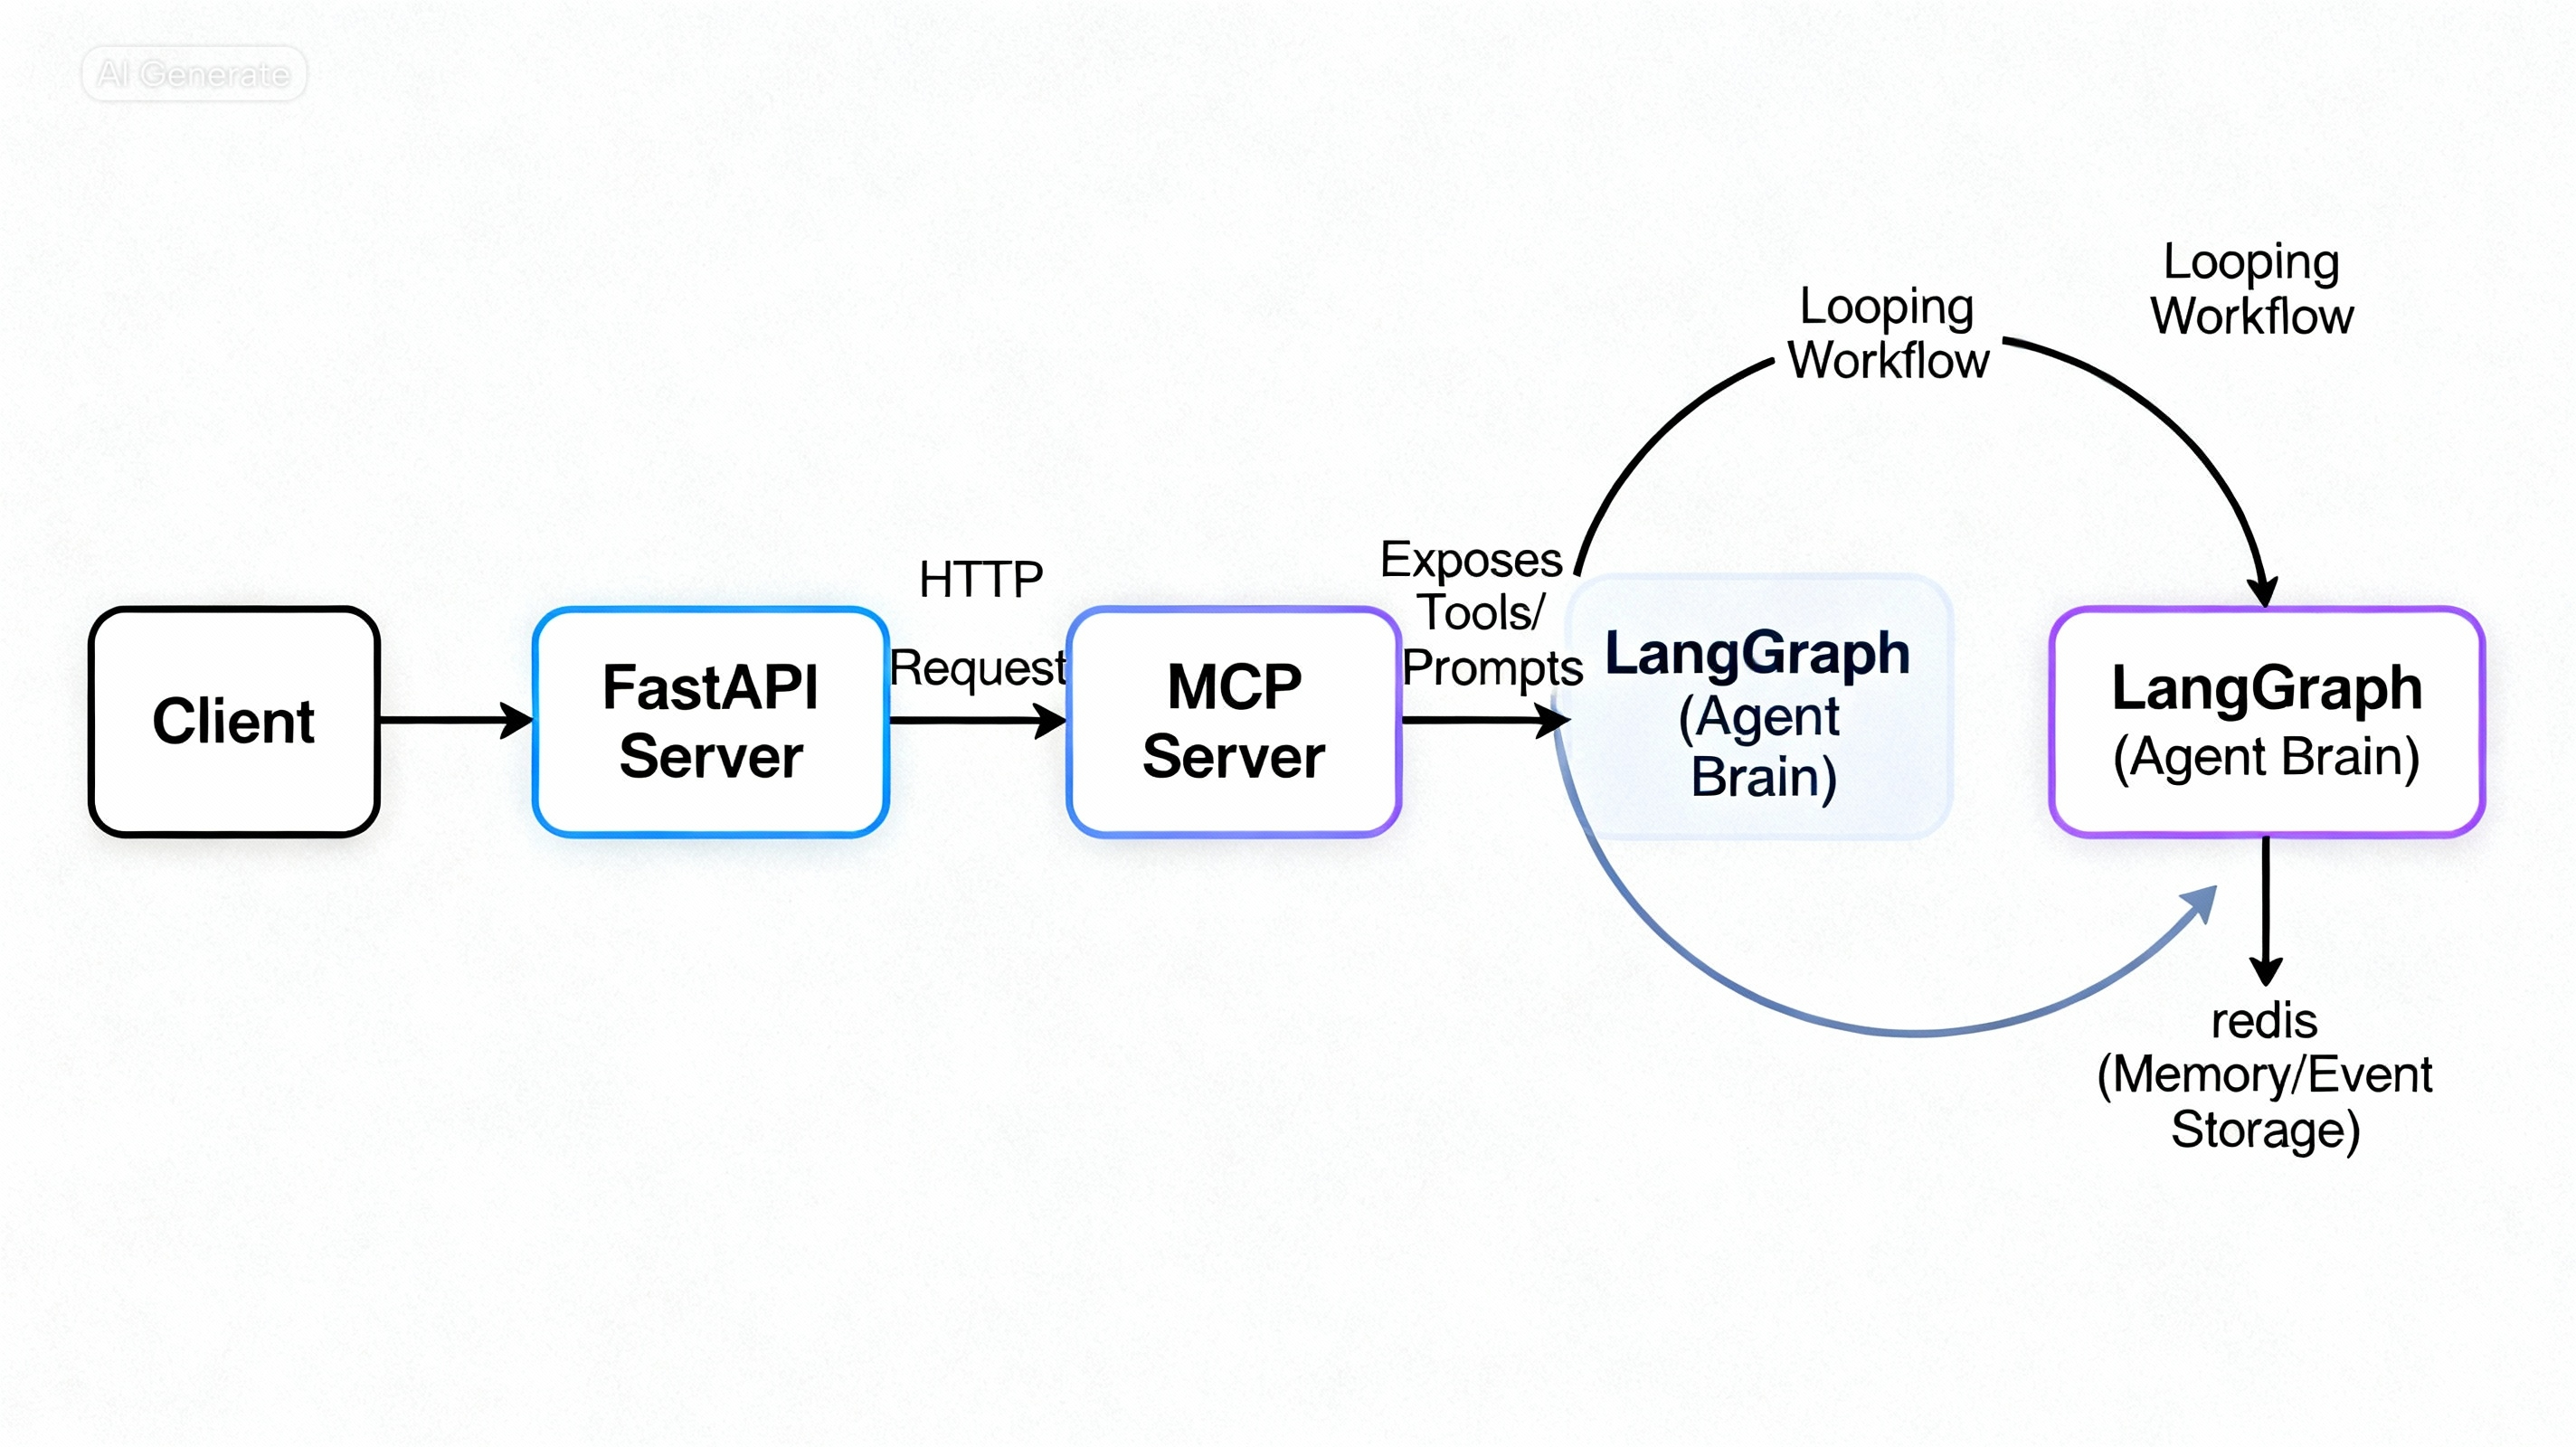 AI Generate
Looping
Workflow
Looping
Workflow
HTTP
Request
Exposes
Tools/
Prompts
Client
FastAPI
Server
MCP
Server
LangGraph
(Agent
Brain)
LangGraph
(Agent Brain)
redis
(Memory/Event
Storage)